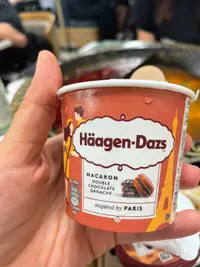 Häagen-Dazs
MACARON
DOUBLE
CHOCOLATE
GANACHE
inspired by PARIS